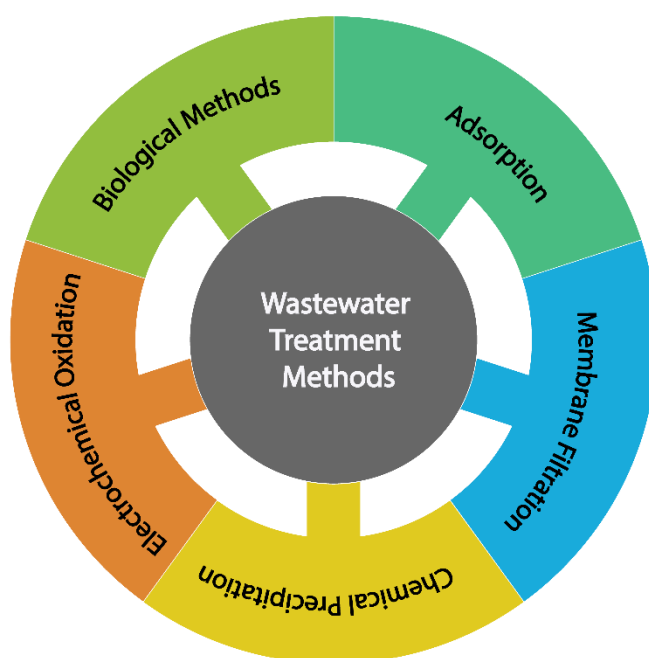 Wastewater
Treatment
Methods
Adsorption
Membrane Filtration
Chemical Precipitation
Electrochemical Oxidation
Biological Methods